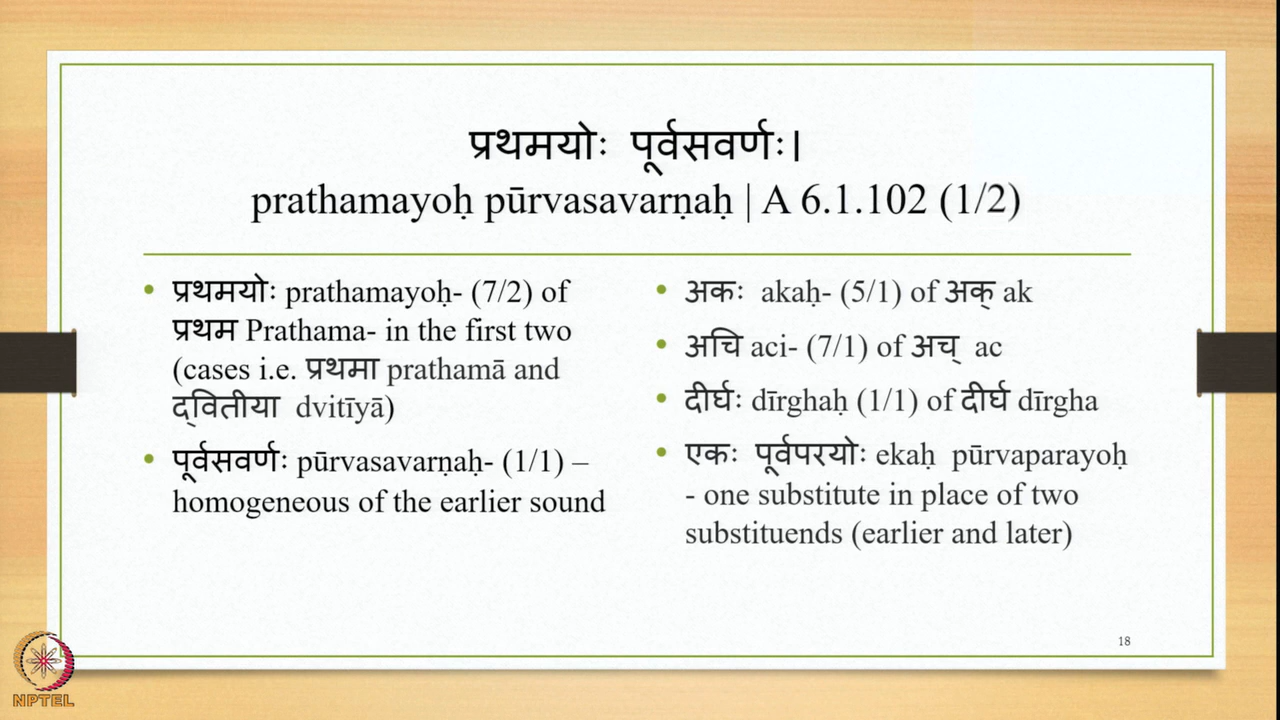 प्रथमयोः पूर्वसवर्णः।
prathamayoḥ pūrvasavarṇaḥ | A 6.1.102 (1/2)
• प्रथमयोः prathamayoḥ- (7/2) of
प्रथम Prathama- in the first two
(cases i.e. प्रथमा prathamā and
द्वितीया dvitīyā)
• पूर्वसवर्णः pūrvasavarṇaḥ- (1/1) –
homogeneous of the earlier sound
• अकः akaḥ- (5/1) of अक् ak
• अचि aci- (7/1) of अच् ac
• दीर्घः dīrghaḥ (1/1) of दीर्घ dīrgha
• एकः पूर्वपरयोः ekaḥ pūrvaparayoḥ
- one substitute in place of two
substituends (earlier and later)
18
NPTEL